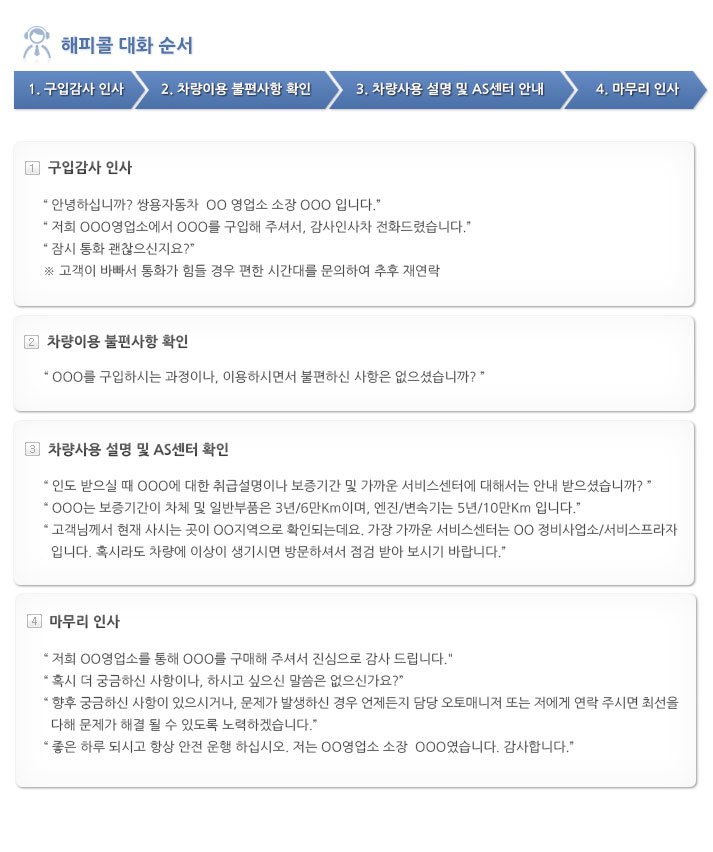 해피콜 대화 순서
1. 구입감사 인사
2. 차량이용 불편사항 확인
3. 차량사용 설명 및 AS센터 안내
4. 마무리 인사
1 구입감사 인사
“ 안녕하십니까? 쌍용자동차 OO 영업소 소장 OOO 입니다.”
“ 저희 OOO영업소에서 OOO를 구입해 주셔서, 감사인사차 전화드렸습니다.”
“ 잠시 통화 괜찮으신지요?”
※ 고객이 바빠서 통화가 힘들 경우 편한 시간대를 문의하여 추후 재연락
2 차량이용 불편사항 확인
“ OOO를 구입하시는 과정이나, 이용하시면서 불편하신 사항은 없으셨습니까? ”
3 차량사용 설명 및 AS센터 확인
“ 인도 받으실 때 OOO에 대한 취급설명이나 보증기간 및 가까운 서비스센터에 대해서는 안내 받으셨습니까? ”
“ OOO는 보증기간이 차체 및 일반부품은 3년/6만Km이며, 엔진/변속기는 5년/10만Km 입니다.”
“ 고객님께서 현재 사시는 곳이 OO지역으로 확인되는데요. 가장 가까운 서비스센터는 OO 정비사업소/서비스프라자
입니다. 혹시라도 차량에 이상이 생기시면 방문하셔서 점검 받아 보시기 바랍니다.”
4 마무리 인사
“ 저희 OO영업소를 통해 OOO를 구매해 주셔서 진심으로 감사 드립니다."
“ 혹시 더 궁금하신 사항이나, 하시고 싶으신 말씀은 없으신가요?”
“ 향후 궁금하신 사항이 있으시거나, 문제가 발생하신 경우 언제든지 담당 오토매니저 또는 저에게 연락 주시면 최선을
다해 문제가 해결 될 수 있도록 노력하겠습니다.”
“ 좋은 하루 되시고 항상 안전 운행 하십시오. 저는 OO영업소 소장 OOO였습니다. 감사합니다.”